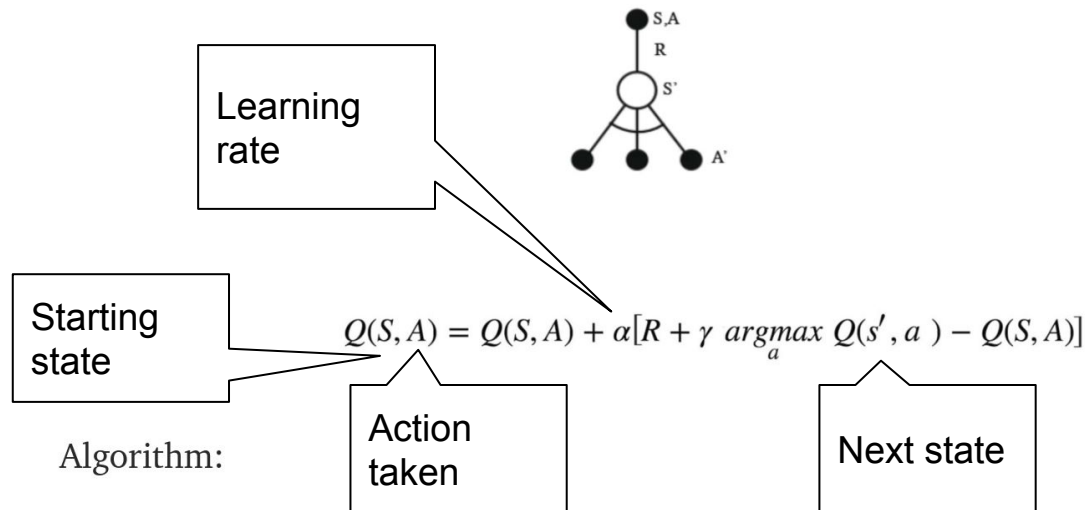 S,A
R
S'
A'
Learning
rate
Starting
state
Q(S, A) = Q(S, A) + α[R + γ argmax Q(s′, a ) − Q(S, A)]
a
Action
taken
Next state
Algorithm: